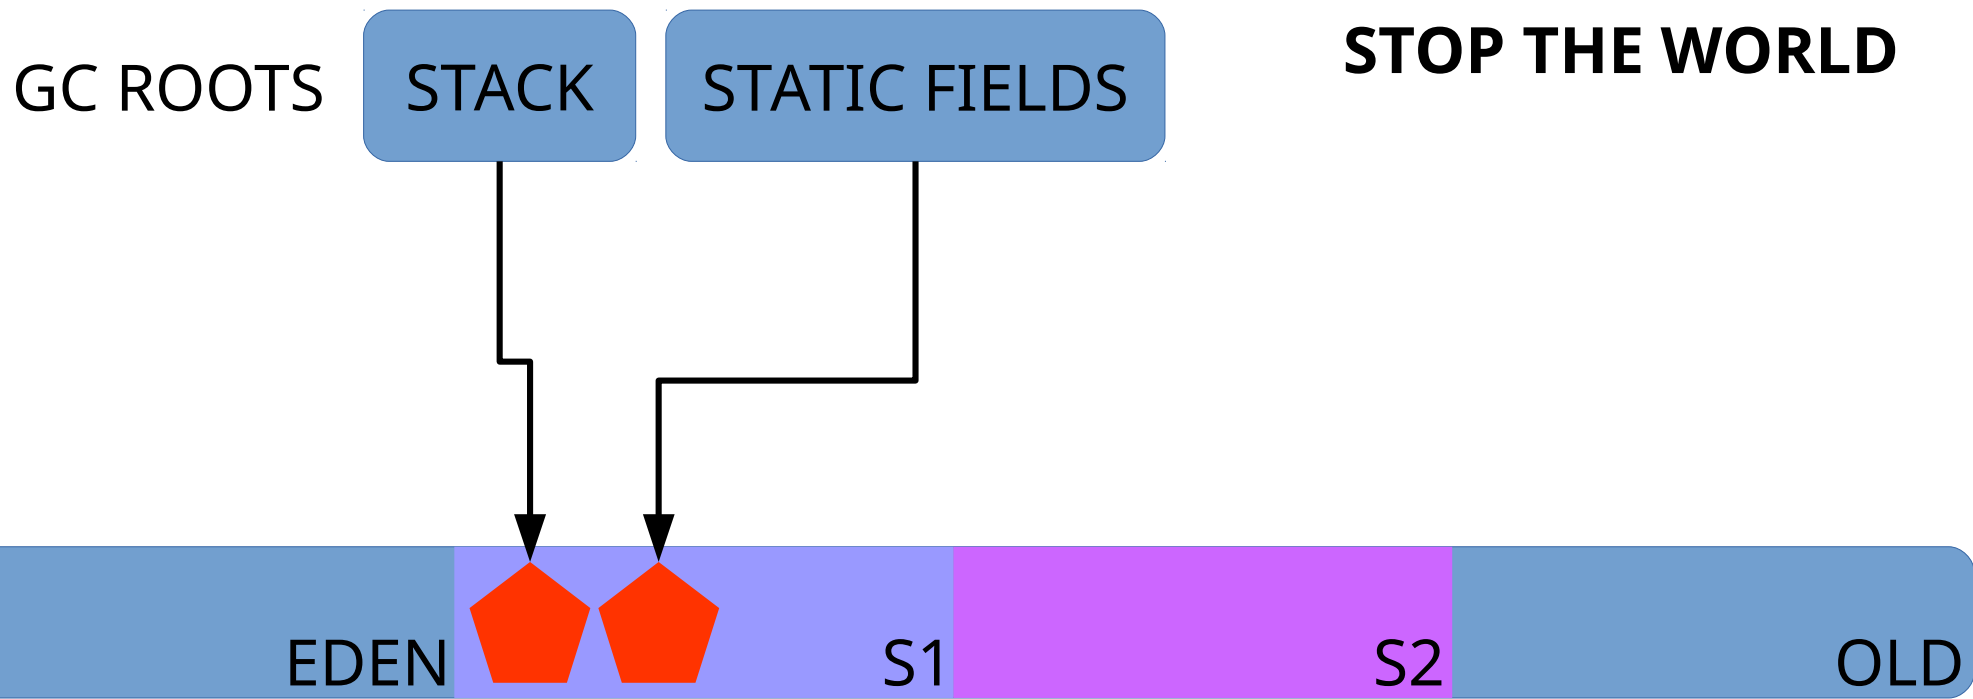 GC ROOTS
STACK
STATIC FIELDS
STOP THE WORLD
EDEN
S1
S2
OLD